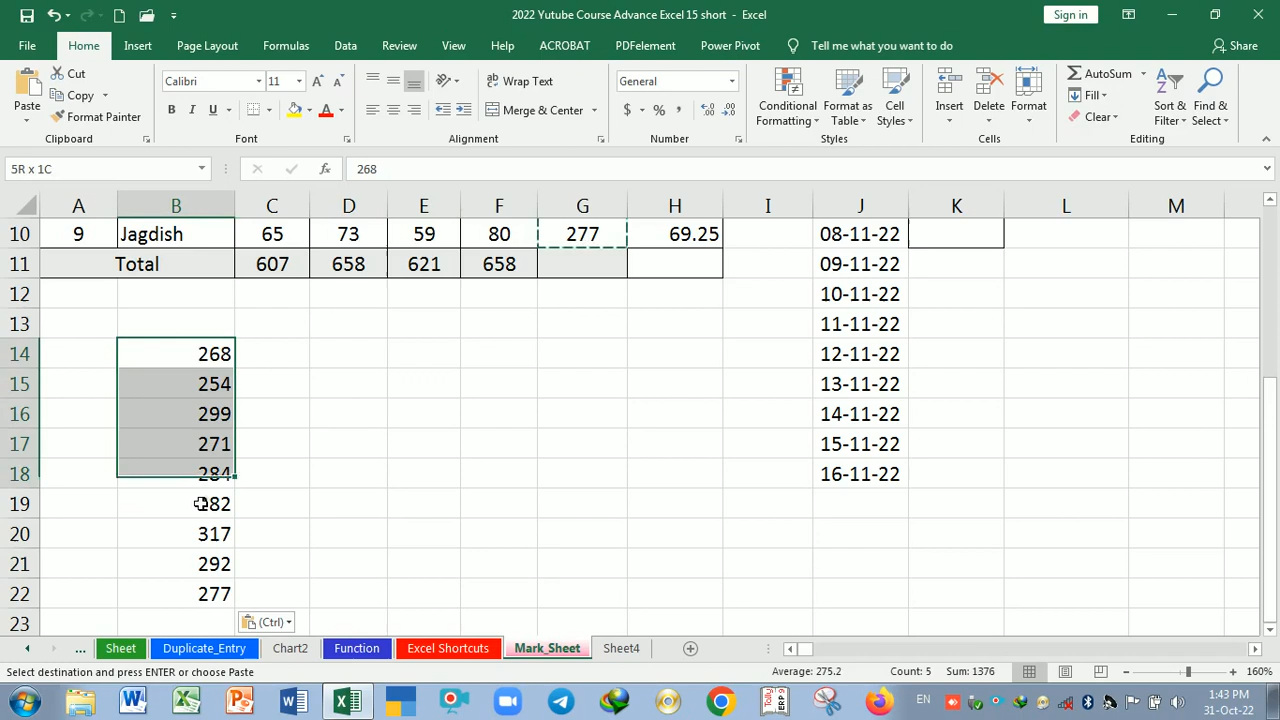 2022 Yutube Course Advance Excel 15 short - Excel
Sign in
File Home Insert Page Layout Formulas Data Review View Help ACROBAT PDFelement Power Pivot Tell me what you want to do Share
Paste Cut Copy Format Painter Clipboard
Calibri 11 B I U Font
Wrap Text Merge & Center Alignment
General $ % , Number
Conditional Formatting Format as Table Cell Styles Styles
Insert Delete Format Cells
AutoSum Fill Clear Sort & Filter Find & Select Editing
5R x 1C fx 268
A B C D E F G H I J K L M
10 9 Jagdish 65 73 59 80 277 69.25 08-11-22
11 Total 607 658 621 658 09-11-22
12 10-11-22
13 11-11-22
14 268 12-11-22
15 254 13-11-22
16 299 14-11-22
17 271 15-11-22
18 284 16-11-22
19 282
20 317
21 292
22 277
23 (Ctrl)
... Sheet Duplicate_Entry Chart2 Function Excel Shortcuts Mark_Sheet Sheet4
Select destination and press ENTER or choose Paste Average: 275.2 Count: 5 Sum: 1376 160%
EN 1:43 PM
31-Oct-22